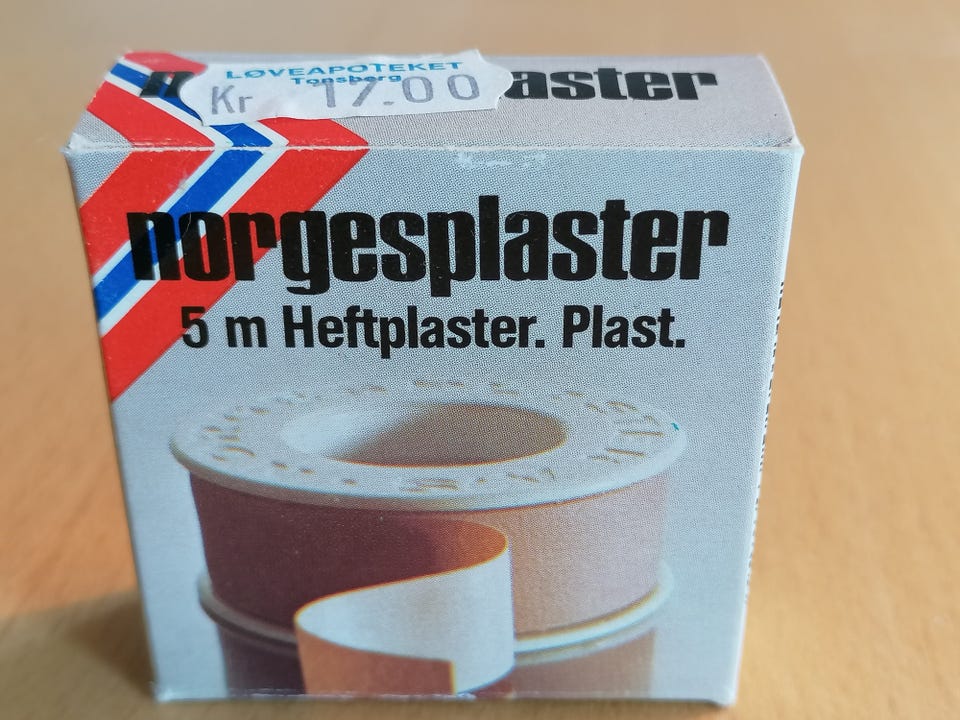 LØVEAPOTEKET
Tønsberg
Kr 17.00
aster
norgesplaster
5 m Heftplaster. Plast.